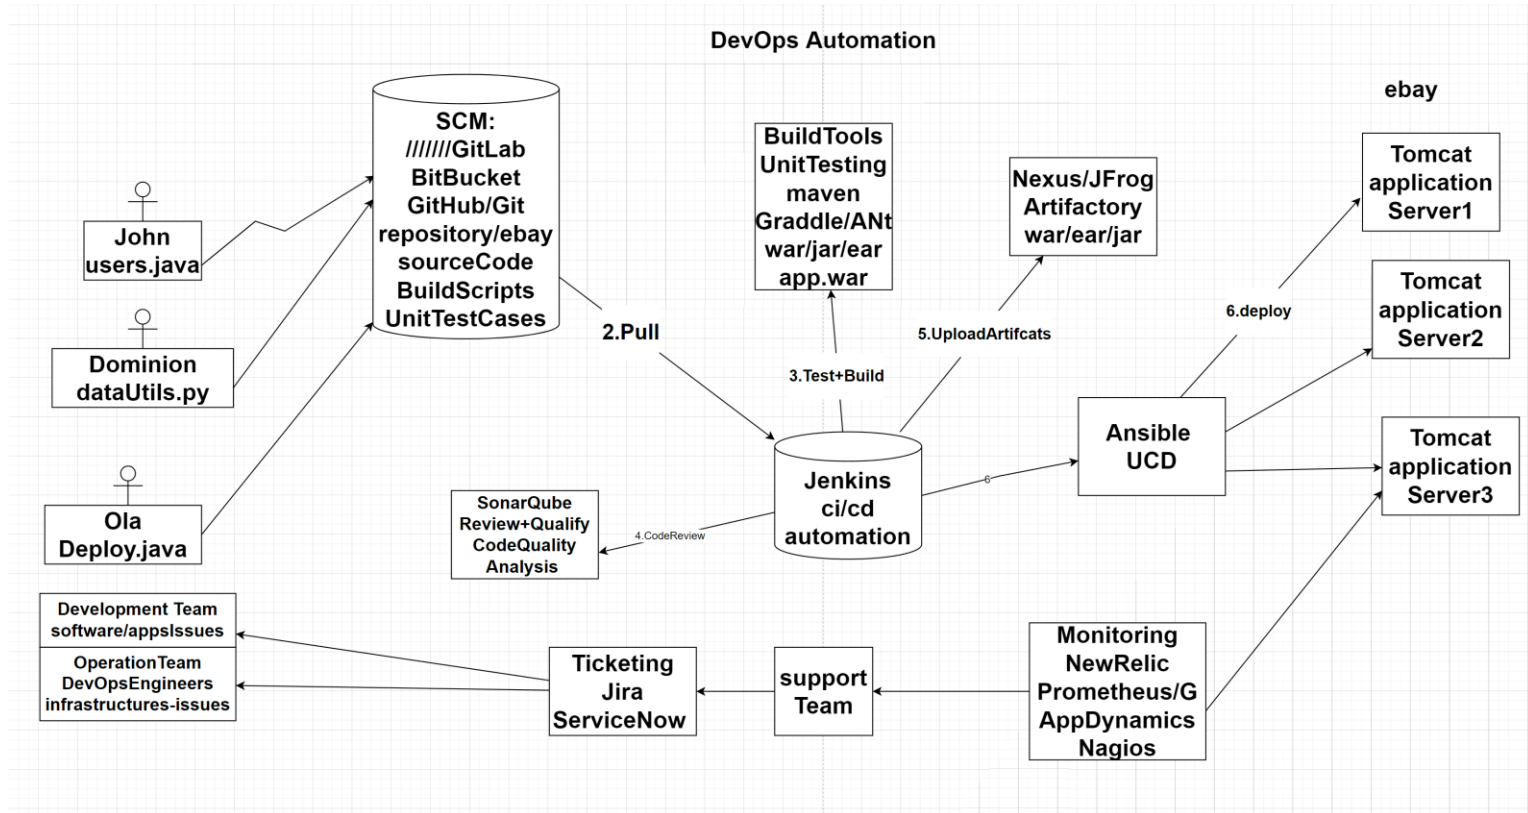 DevOps Automation
ebay
SCM:
///////GitLab
BitBucket
GitHub/Git
repository/ebay
sourceCode
BuildScripts
UnitTestCases
John
users.java
Dominion
dataUtils.py
Ola
Deploy.java
2.Pull
BuildTools
UnitTesting
maven
Graddle/ANt
war/jar/ear
app.war
3.Test+Build
Nexus/JFrog
Artifactory
war/ear/jar
5.UploadArtifcats
Jenkins
ci/cd
automation
SonarQube
Review+Qualify
CodeQuality
Analysis
4.CodeReview
6
Ansible
UCD
6.deploy
Tomcat
application
Server1
Tomcat
application
Server2
Tomcat
application
Server3
Monitoring
NewRelic
Prometheus/G
AppDynamics
Nagios
support
Team
Ticketing
Jira
ServiceNow
Development Team
software/appsIssues
OperationTeam
DevOpsEngineers
infrastructures-issues